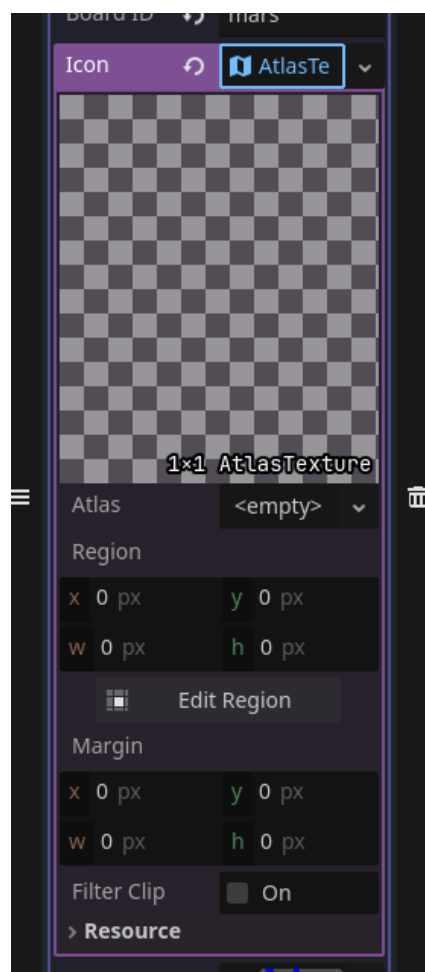 Board ID mars
Icon AtlasTe
1×1 AtlasTexture
Atlas <empty>
Region
x 0 px y 0 px
w 0 px h 0 px
Edit Region
Margin
x 0 px y 0 px
w 0 px h 0 px
Filter Clip On
> Resource